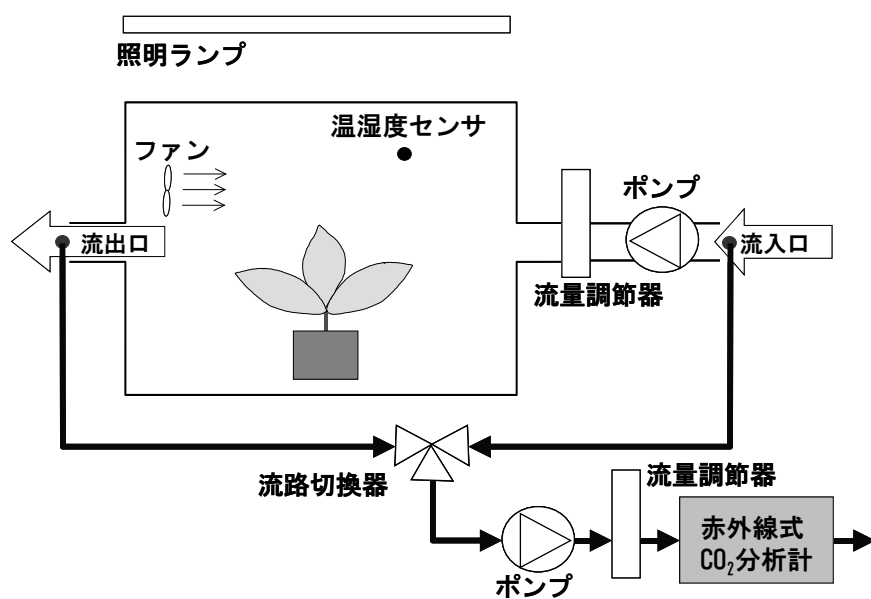 照明ランプ
温湿度センサ
ファン
ポンプ
流出口
流入口
流量調節器
流路切換器
流量調節器
赤外線式
CO₂分析計
ポンプ